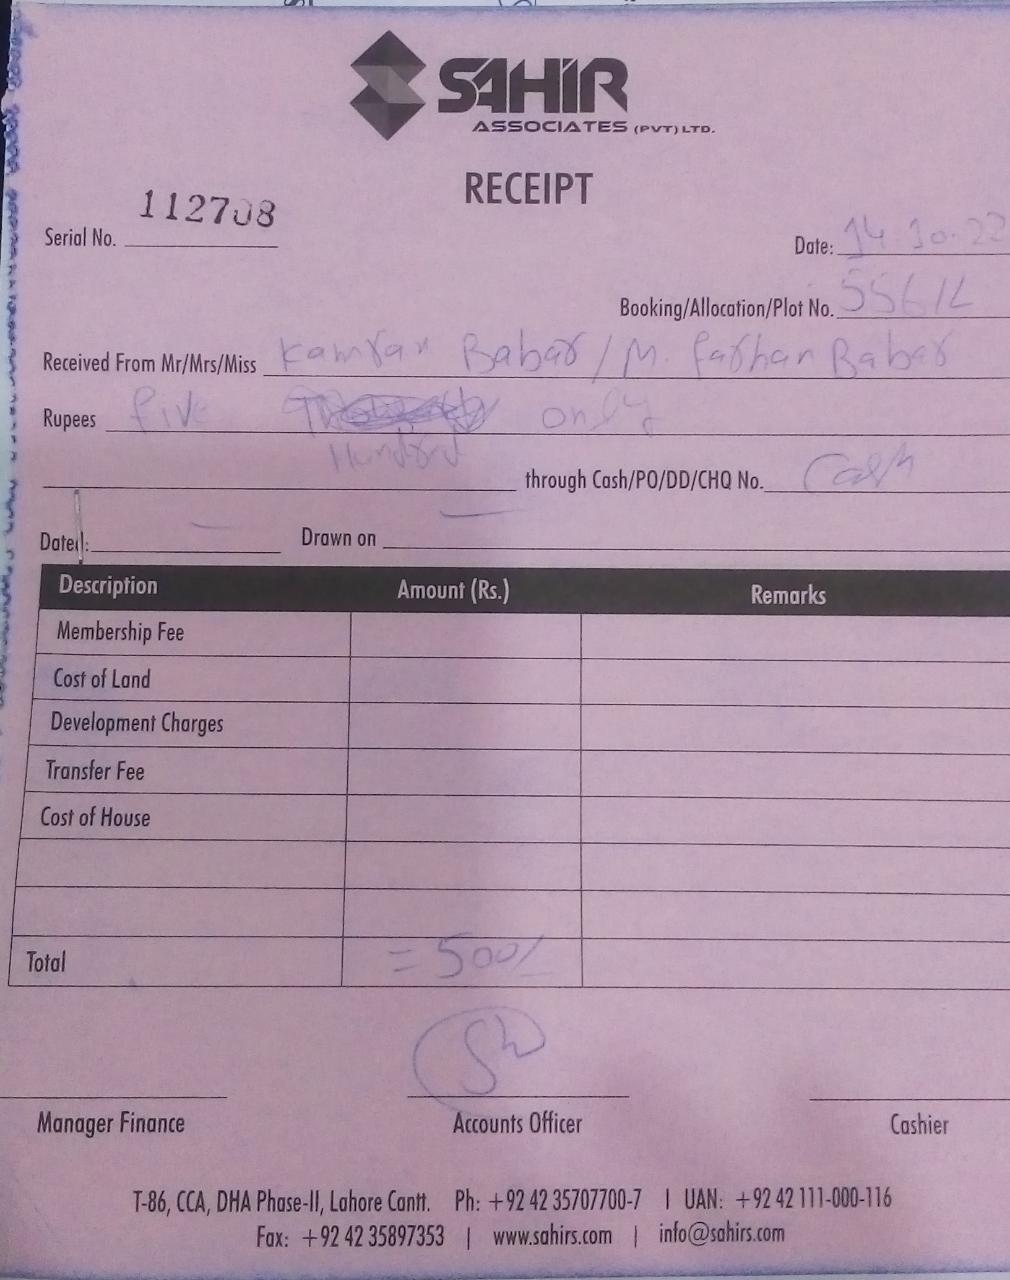 SAHIR
ASSOCIATES (PVT) LTD.
RECEIPT
Serial No. 112708
Date: 14.10.22
Booking/Allocation/Plot No. 556/L
Received From Mr/Mrs/Miss Kamran Babar / M. Farhan Babar
Rupees five only
Hundred
through Cash/PO/DD/CHQ No. Cash
Dated: — Drawn on —
Description Amount (Rs.) Remarks
Membership Fee
Cost of Land
Development Charges
Transfer Fee
Cost of House
Total = 500/-
Manager Finance Accounts Officer Cashier
T-86, CCA, DHA Phase-II, Lahore Cantt. Ph: +92 42 35707700-7 | UAN: +92 42 111-000-116
Fax: +92 42 35897353 | www.sahirs.com | info@sahirs.com